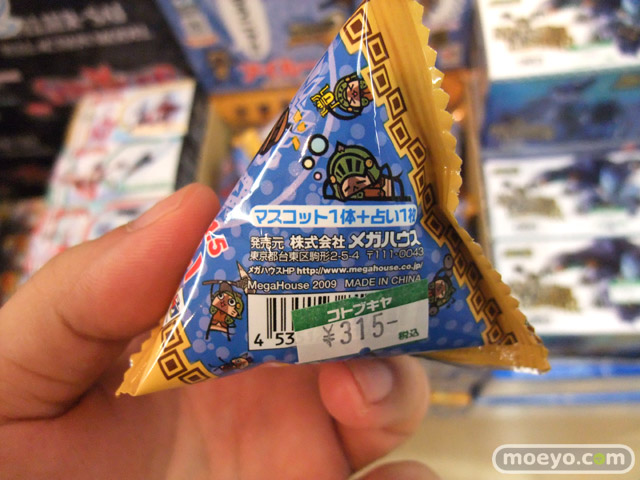 マスコット1体+占い1枚
発売元 株式会社 メガハウス
東京都台東区駒形2-5-4 〒111-0043
メガハウスHP http://www.megahouse.co.jp/
MegaHouse 2009 MADE IN CHINA
コトブキヤ
¥315-
税込
4 53
moeyo.com